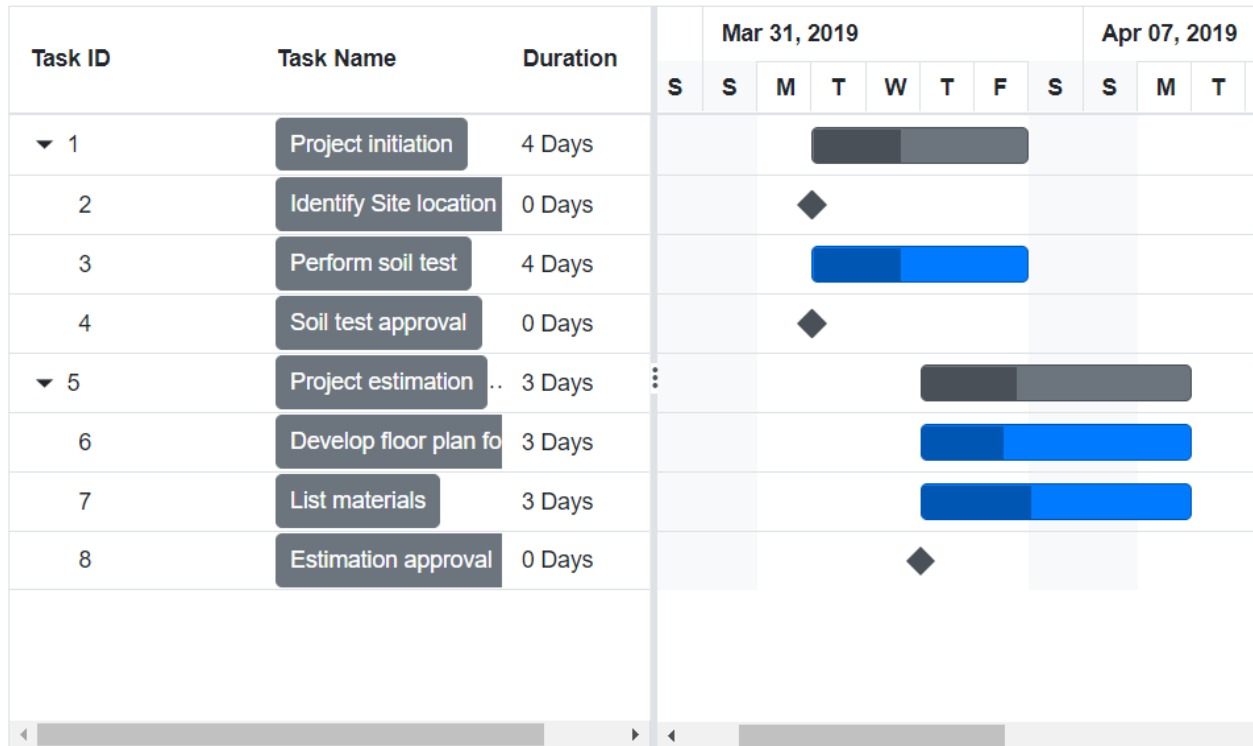 Task ID Task Name Duration Mar 31, 2019 Apr 07, 2019
S S M T W T F S S M T
1 Project initiation 4 Days
2 Identify Site location 0 Days
3 Perform soil test 4 Days
4 Soil test approval 0 Days
5 Project estimation .. 3 Days
6 Develop floor plan fo 3 Days
7 List materials 3 Days
8 Estimation approval 0 Days